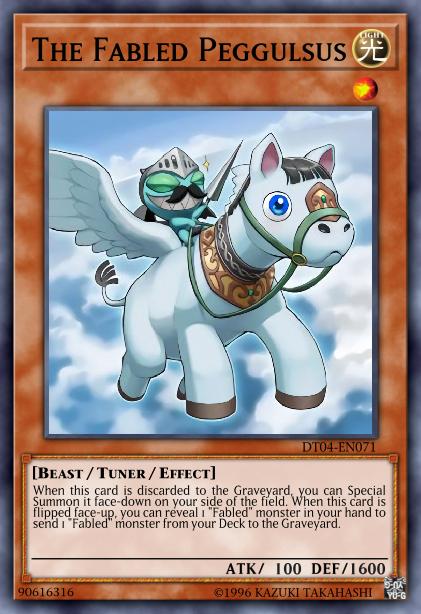 THE FABLED PEGGULSUS
LIGHT
光
DT04-EN071
[BEAST / TUNER / EFFECT]
When this card is discarded to the Graveyard, you can Special
Summon it face-down on your side of the field. When this card is
flipped face-up, you can reveal 1 "Fabled" monster in your hand to
send 1 "Fabled" monster from your Deck to the Graveyard.
ATK/ 100 DEF/1600
90616316
©1996 KAZUKI TAKAHASHI